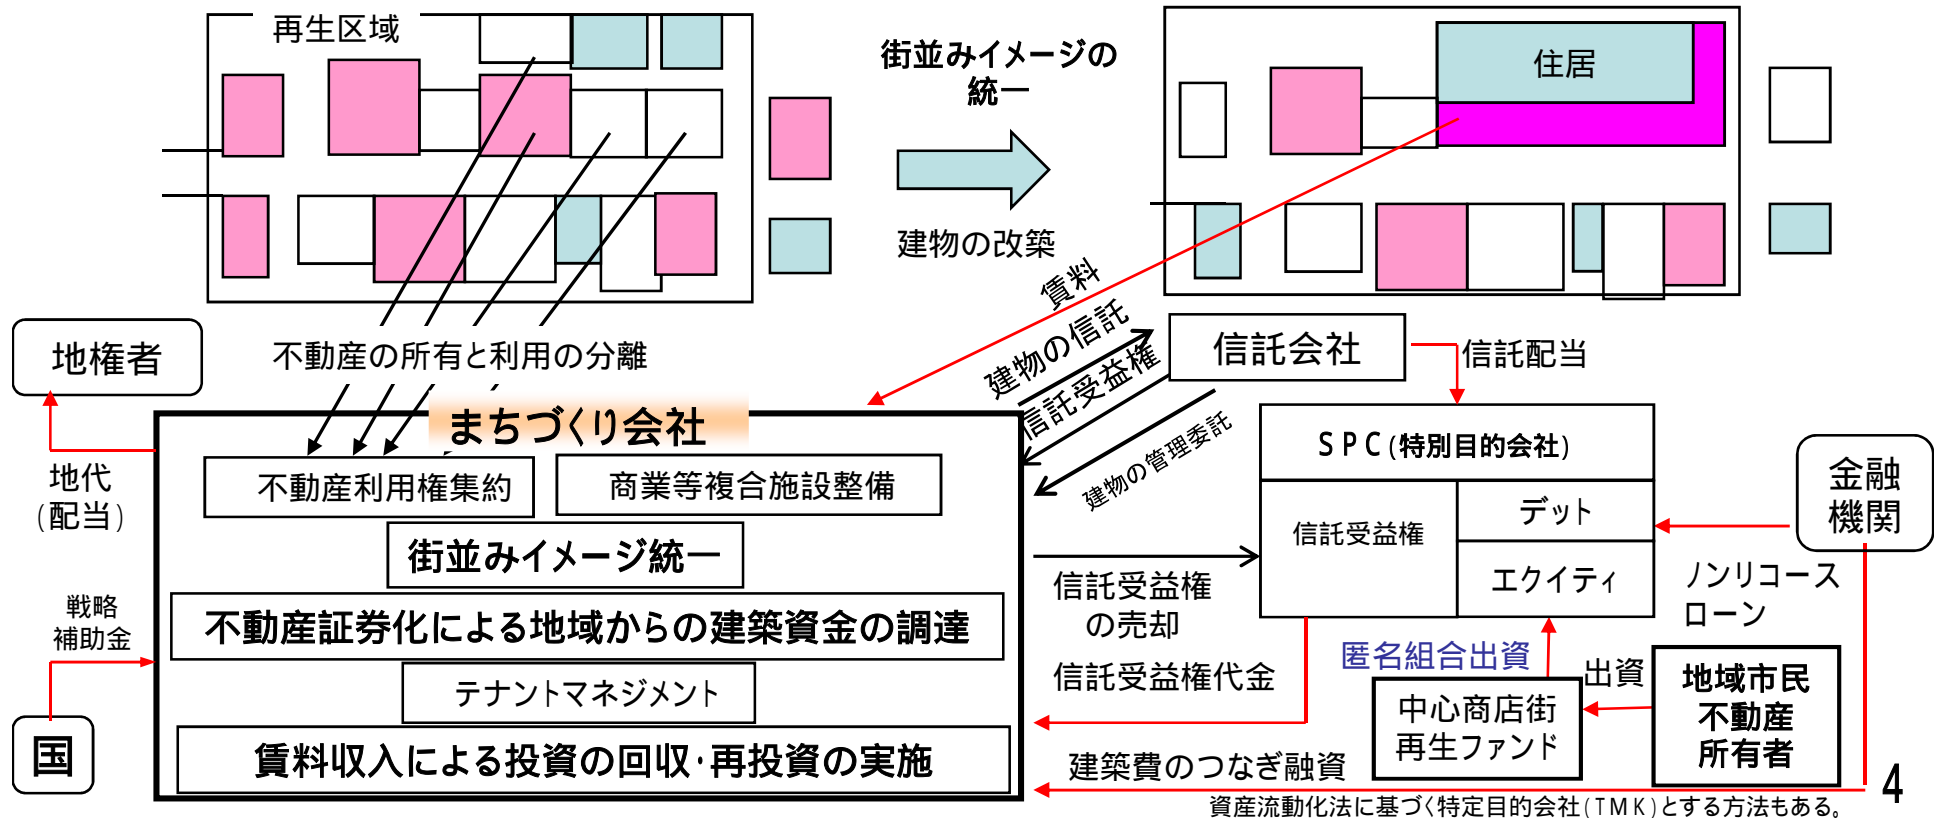 再生区域
街並みイメージの
統一
住居
建物の改築
賃料
建物の信託
信託受益権
建物の管理委託
地権者
不動産の所有と利用の分離
信託会社
信託配当
まちづくり会社
不動産利用権集約
商業等複合施設整備
街並みイメージ統一
不動産証券化による地域からの建築資金の調達
テナントマネジメント
賃料収入による投資の回収・再投資の実施
地代
(配当)
戦略
補助金
国
SPC(特別目的会社)
信託受益権
デット
エクイティ
金融
機関
ノンリコース
ローン
信託受益権
の売却
信託受益権代金
匿名組合出資
出資
中心商店街
再生ファンド
地域市民
不動産
所有者
建築費のつなぎ融資
資産流動化法に基づく特定目的会社(TMK)とする方法もある。
4